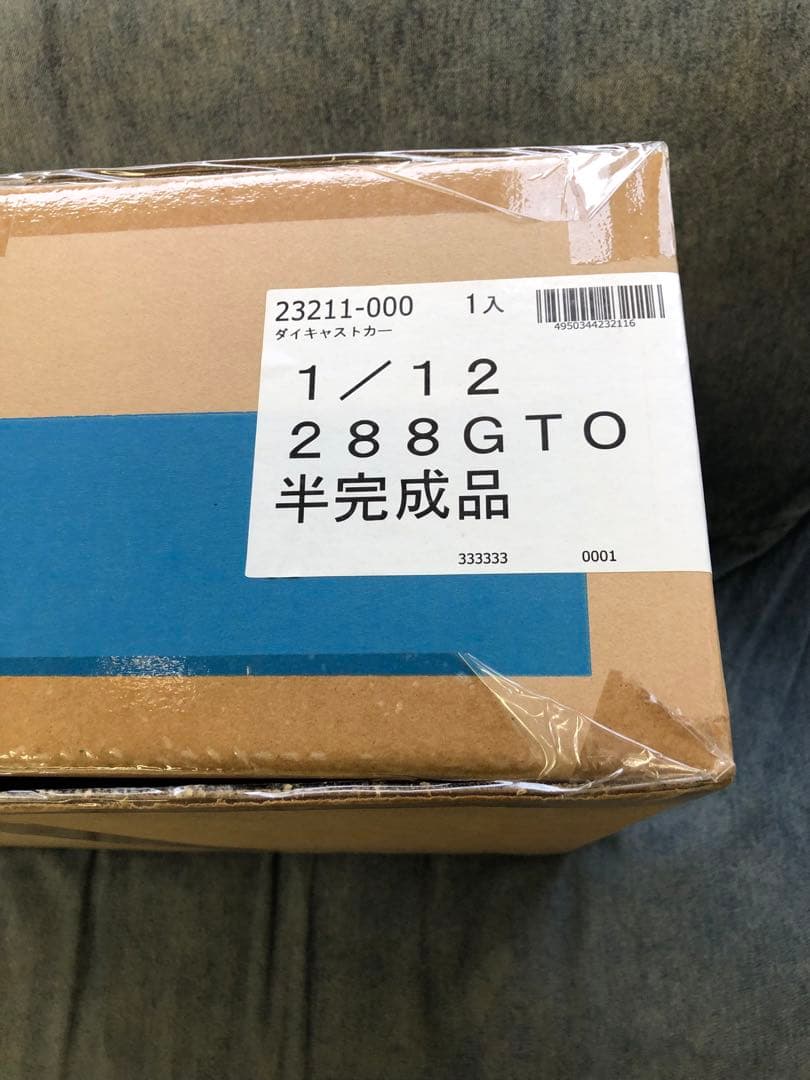 23211-000 1入
4950344232116
ダイキャストカー
１／１２
２８８ＧＴＯ
半完成品
333333 0001